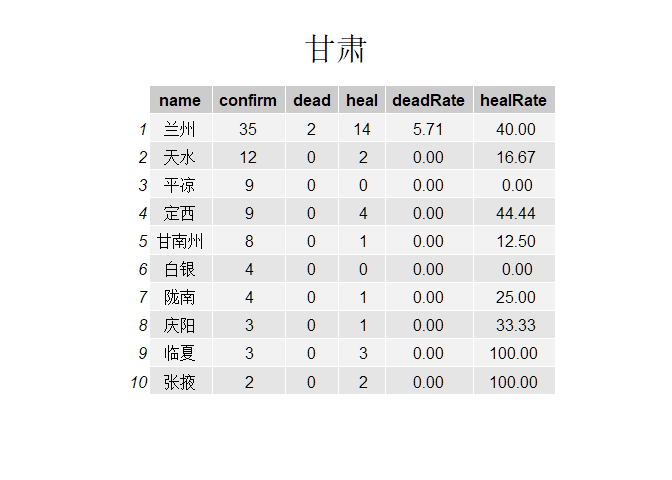 甘肃
name confirm dead heal deadRate healRate
1 兰州 35 2 14 5.71 40.00
2 天水 12 0 2 0.00 16.67
3 平凉 9 0 0 0.00 0.00
4 定西 9 0 4 0.00 44.44
5 甘南州 8 0 1 0.00 12.50
6 白银 4 0 0 0.00 0.00
7 陇南 4 0 1 0.00 25.00
8 庆阳 3 0 1 0.00 33.33
9 临夏 3 0 3 0.00 100.00
10 张掖 2 0 2 0.00 100.00